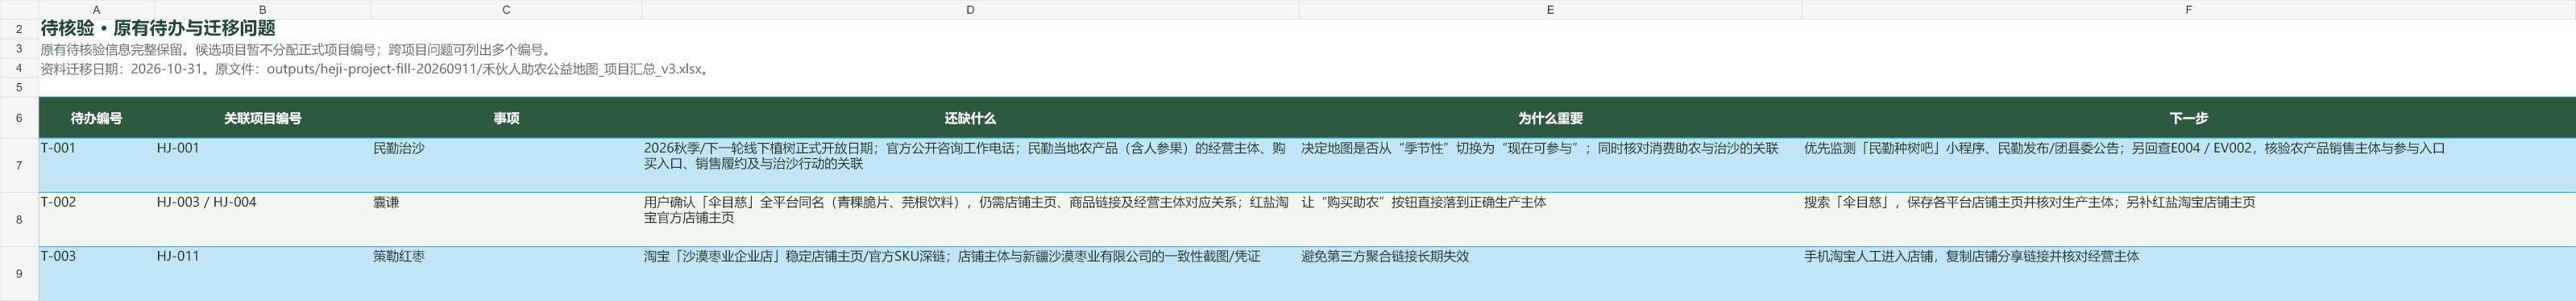 A B C D E F
2 待核验・原有待办与迁移问题
3 原有待核验信息完整保留。候选项目暂不分配正式项目编号；跨项目问题可列出多个编号。
4 资料迁移日期：2026-10-31。原文件：outputs/heji-project-fill-20260911/禾伙人助农公益地图_项目汇总_v3.xlsx。
5
6 待办编号 关联项目编号 事项 还缺什么 为什么重要 下一步
7 T-001 HJ-001 民勤治沙 2026秋季/下一轮线下植树正式开放日期；官方公开咨询工作电话；民勤当地农产品（含人参果）的经营主体、购 决定地图是否从“季节性”切换为“现在可参与”；同时核对消费助农与治沙的关联 优先监测「民勤种树吧」小程序、民勤发布/团县委公告；另回查E004 / EV002，核验农产品销售主体与参与入口
买入口、销售履约及与治沙行动的关联
8 T-002 HJ-003 / HJ-004 囊谦 用户确认「伞目慈」全平台同名（青稞脆片、芫根饮料），仍需店铺主页、商品链接及经营主体对应关系；红盐淘 让“购买助农”按钮直接落到正确生产主体 搜索「伞目慈」，保存各平台店铺主页并核对生产主体；另补红盐淘宝店铺主页
宝官方店铺主页
9 T-003 HJ-011 策勒红枣 淘宝「沙漠枣业企业店」稳定店铺主页/官方SKU深链；店铺主体与新疆沙漠枣业有限公司的一致性截图/凭证 避免第三方聚合链接长期失效 手机淘宝人工进入店铺，复制店铺分享链接并核对经营主体